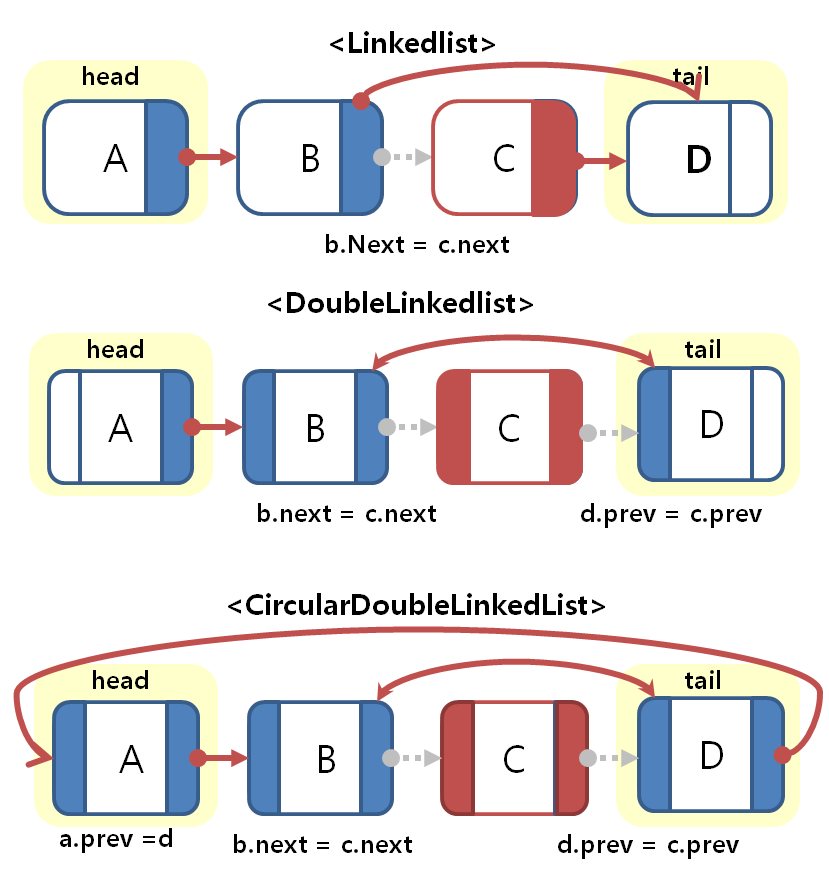 <Linkedlist>
head
tail
A
B
C
D
b.Next = c.next
<DoubleLinkedlist>
head
tail
A
B
C
D
b.next = c.next
d.prev = c.prev
<CircularDoubleLinkedList>
head
tail
A
B
C
D
a.prev =d
b.next = c.next
d.prev = c.prev